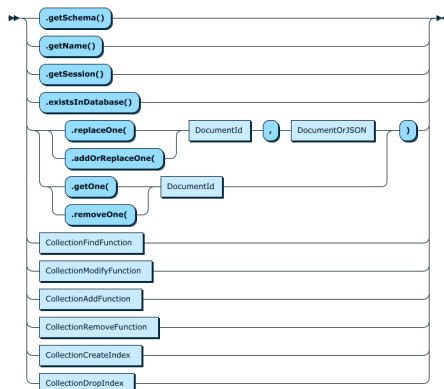 .getSchema()
.getName()
.getSession()
.existsInDatabase()
.replaceOne( DocumentId , DocumentOrJSON )
.addOrReplaceOne(
.getOne( DocumentId
.removeOne(
CollectionFindFunction
CollectionModifyFunction
CollectionAddFunction
CollectionRemoveFunction
CollectionCreateIndex
CollectionDropIndex